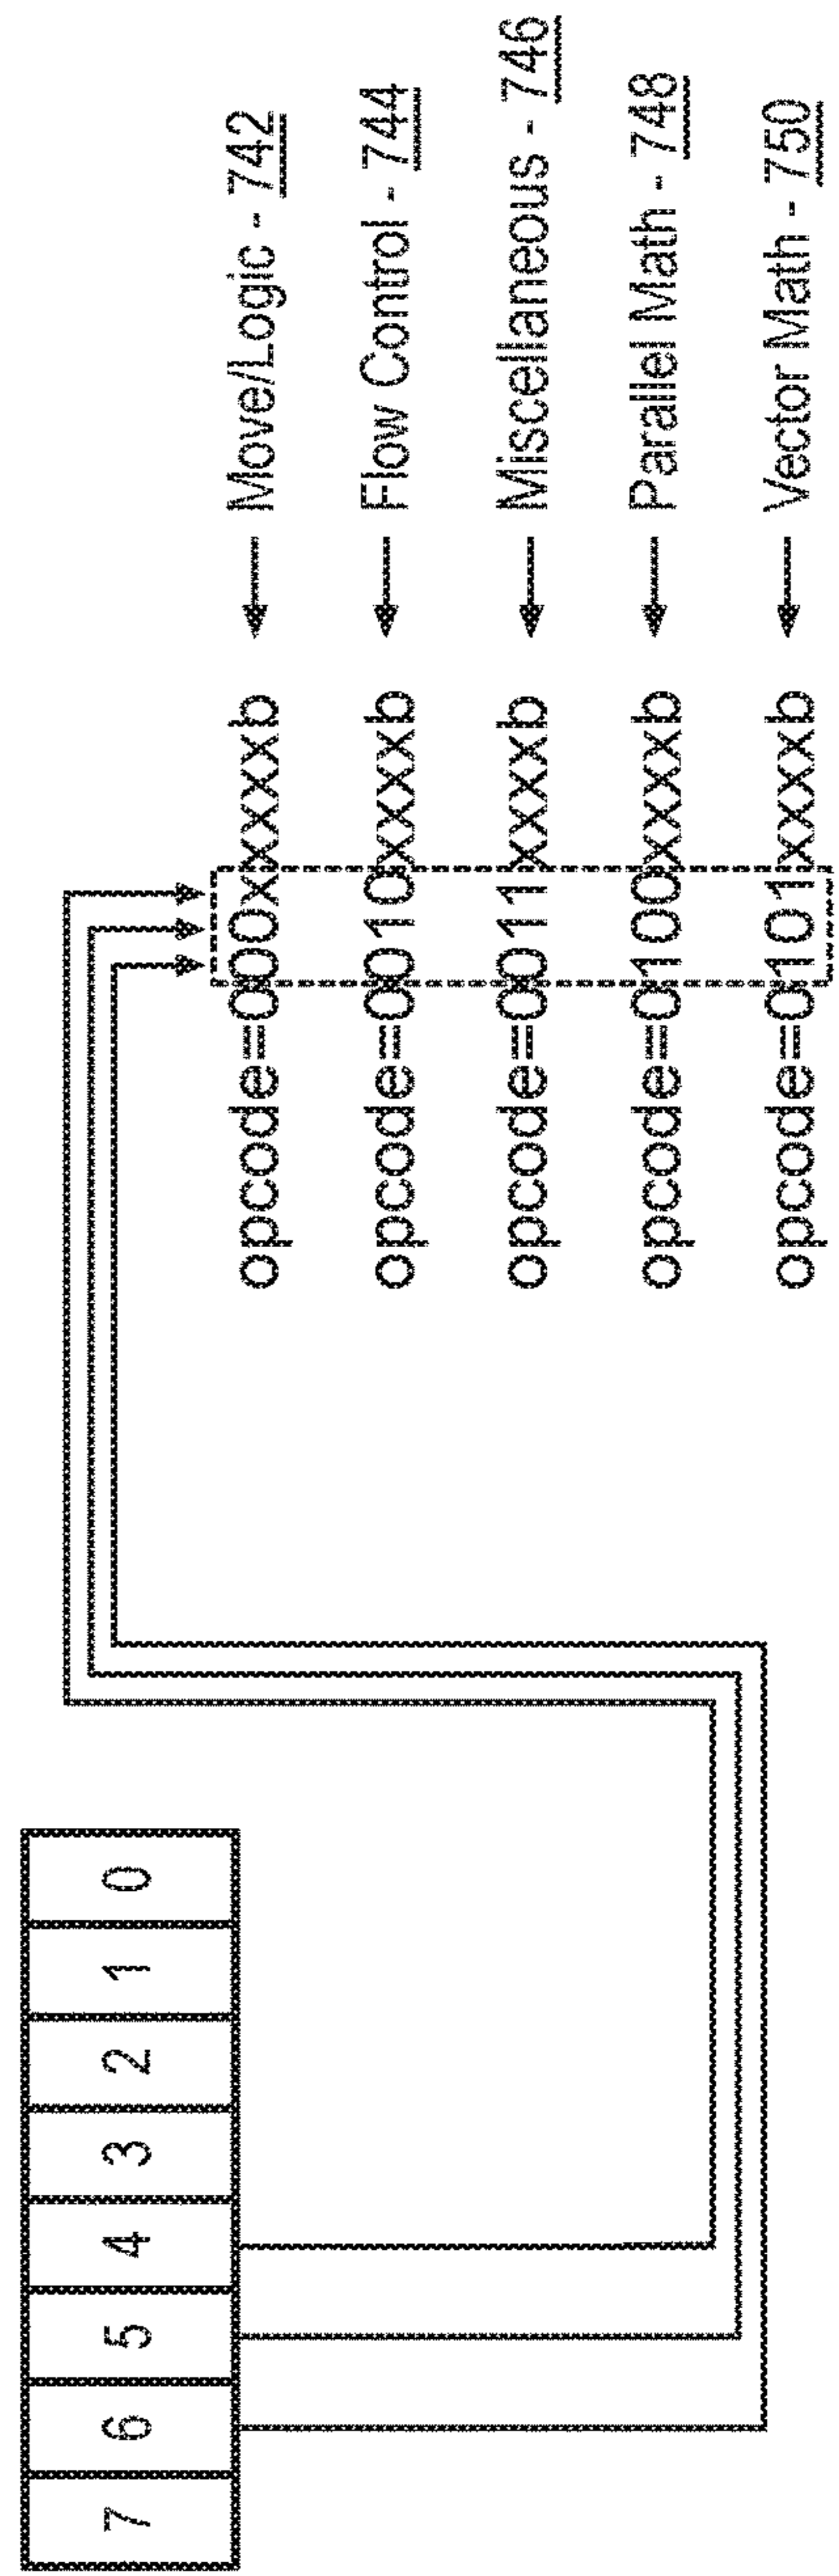 7 6 5 4 3 2 1 0
opcode=000xxxxxb ← Move/Logic - 742
opcode=0010xxxxb ← Flow Control - 744
opcode=0011xxxxb ← Miscellaneous - 746
opcode=0100xxxxb ← Parallel Math - 748
opcode=0101xxxxb ← Vector Math - 750